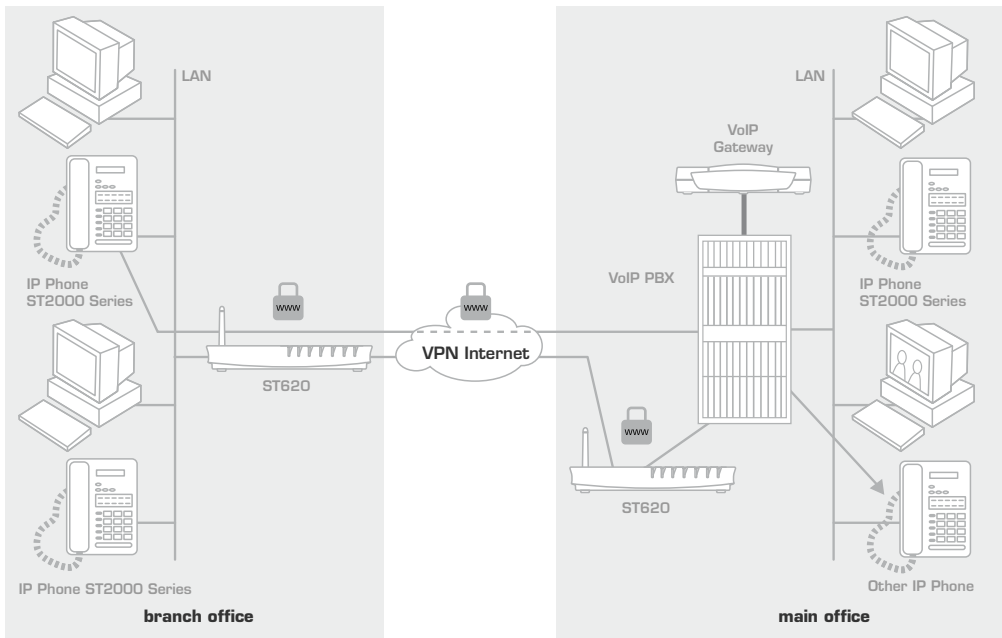 LAN
IP Phone
ST2000 Series
www
ST620
IP Phone ST2000 Series
branch office
www
VPN Internet
LAN
VoIP
Gateway
VoIP PBX
IP Phone
ST2000 Series
www
ST620
Other IP Phone
main office